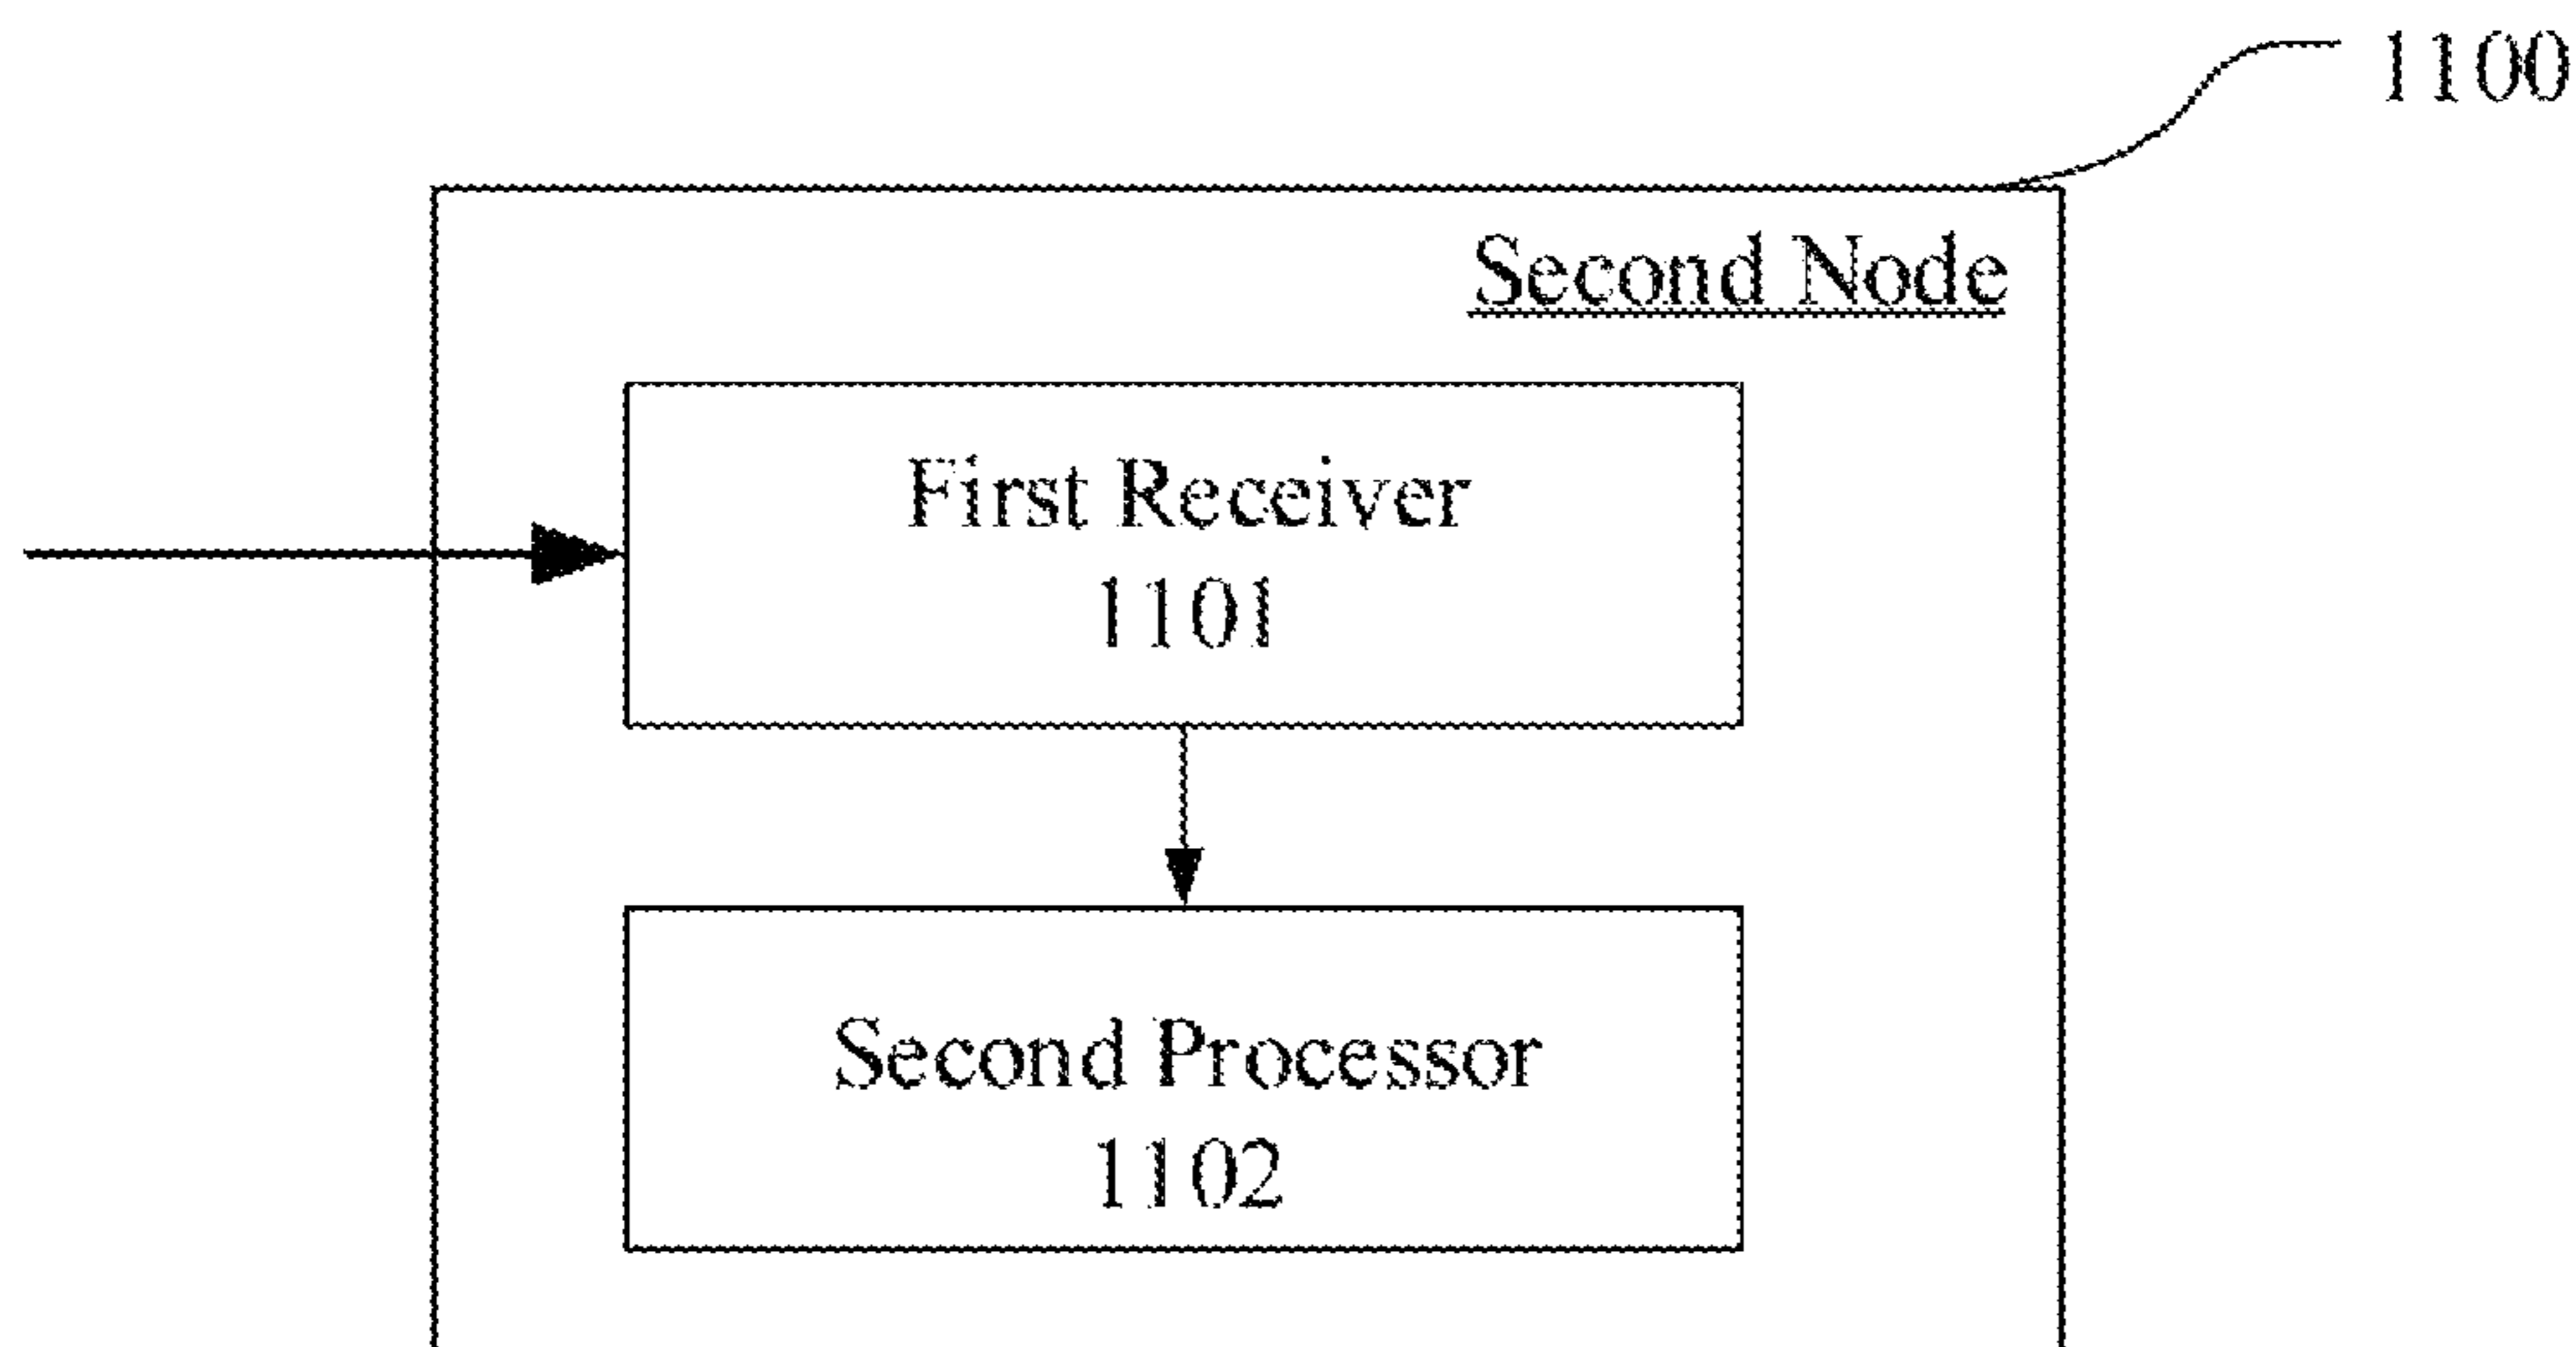 1100
Second Node
First Receiver
1101
Second Processor
1102